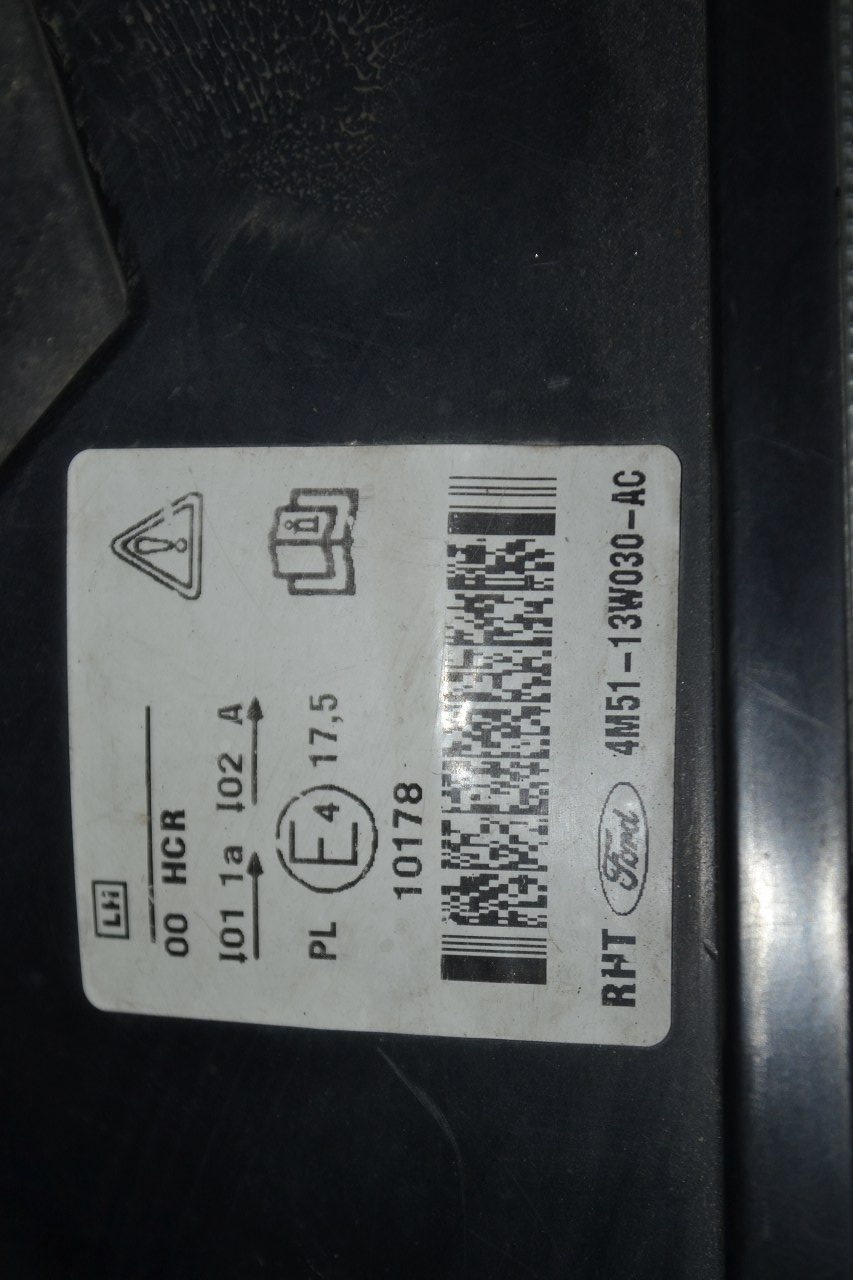 LH
00 HCR
I01 1a I02 A
PL E4 17,5
10178
RHT Ford 4M51-13W030-AC